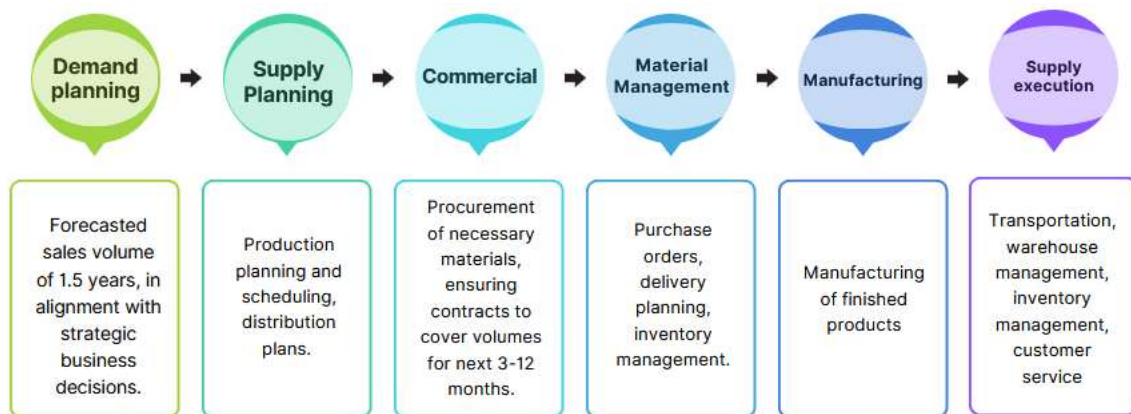 Demand
planning
Supply
Planning
Commercial
Material
Management
Manufacturing
Supply
execution
Forecasted
sales volume
of 1.5 years, in
alignment with
strategic
business
decisions.
Production
planning and
scheduling,
distribution
plans.
Procurement
of necessary
materials,
ensuring
contracts to
cover volumes
for next 3-12
months.
Purchase
orders,
delivery
planning,
inventory
management.
Manufacturing
of finished
products
Transportation,
warehouse
management,
inventory
management,
customer
service